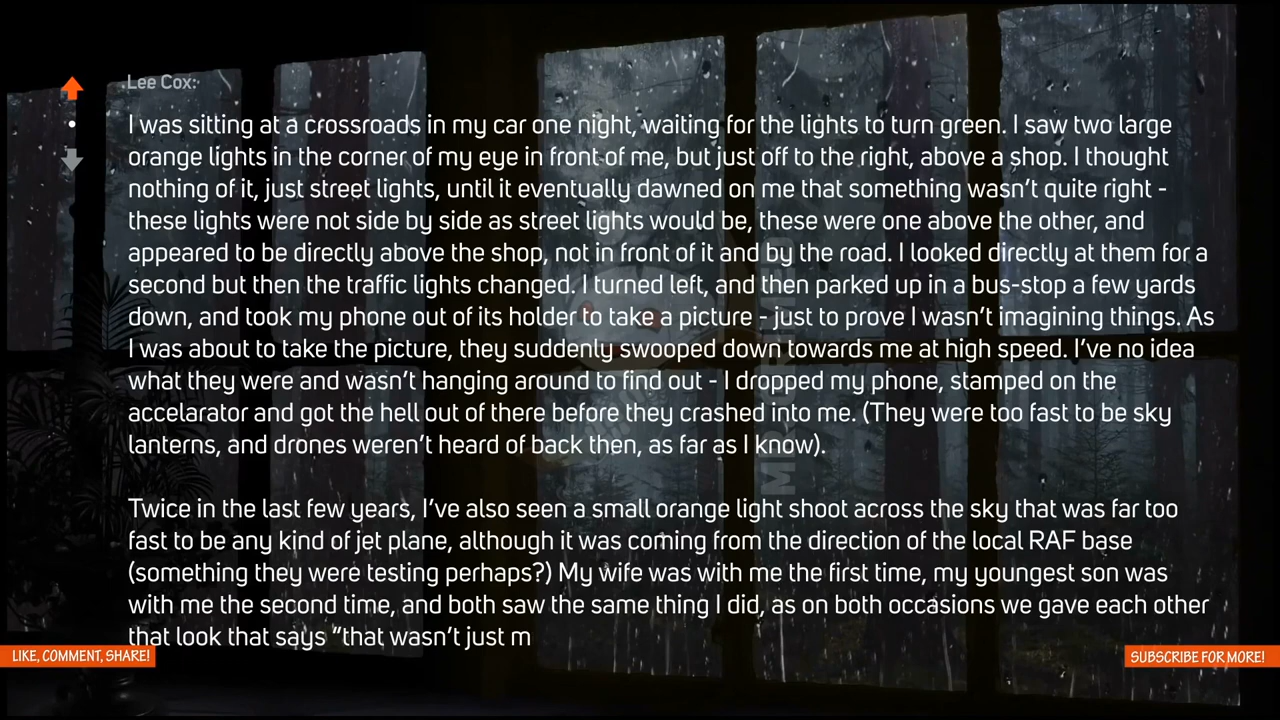 Lee Cox:
I was sitting at a crossroads in my car one night, waiting for the lights to turn green. I saw two large
orange lights in the corner of my eye in front of me, but just off to the right, above a shop. I thought
nothing of it, just street lights, until it eventually dawned on me that something wasn't quite right -
these lights were not side by side as street lights would be, these were one above the other, and
appeared to be directly above the shop, not in front of it and by the road. I looked directly at them for a
second but then the traffic lights changed. I turned left, and then parked up in a bus-stop a few yards
down, and took my phone out of its holder to take a picture - just to prove I wasn't imagining things. As
I was about to take the picture, they suddenly swooped down towards me at high speed. I've no idea
what they were and wasn't hanging around to find out - I dropped my phone, stamped on the
accelarator and got the hell out of there before they crashed into me. (They were too fast to be sky
lanterns, and drones weren't heard of back then, as far as I know).
Twice in the last few years, I've also seen a small orange light shoot across the sky that was far too
fast to be any kind of jet plane, although it was coming from the direction of the local RAF base
(something they were testing perhaps?) My wife was with me the first time, my youngest son was
with me the second time, and both saw the same thing I did, as on both occasions we gave each other
that look that says "that wasn't just m
LIKE, COMMENT, SHARE!
SUBSCRIBE FOR MORE!